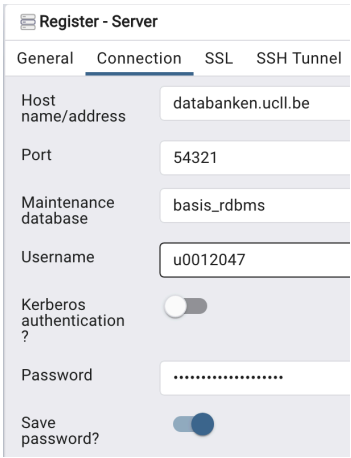 Register - Server
General Connection SSL SSH Tunnel
Host
name/address
databanken.ucll.be
Port
54321
Maintenance
database
basis_rdbms
Username
u0012047
Kerberos
authentication
?
Password
••••••••••••••••••••
Save
password?